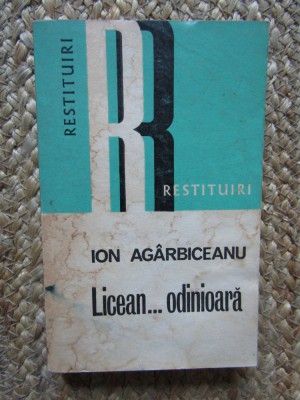 RESTITUIRI
R
RESTITUIRI
ION AGÂRBICEANU
Licean... odinioară